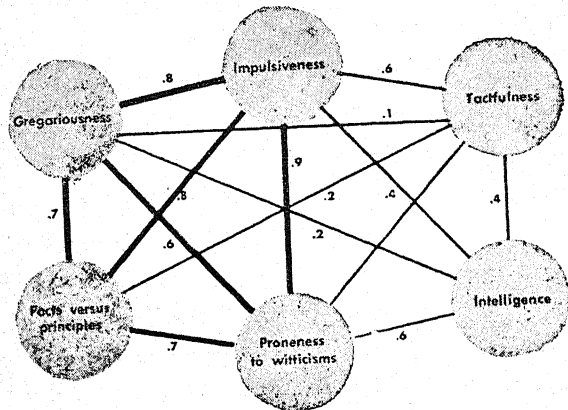 Impulsiveness
.8
.6
Tactfulness
Gregariousness
.1
.9
.8
.2
.4
.4
.7
.6
.2
Facts versus
principles
Intelligence
Proneness
to witticisms
.7
.6